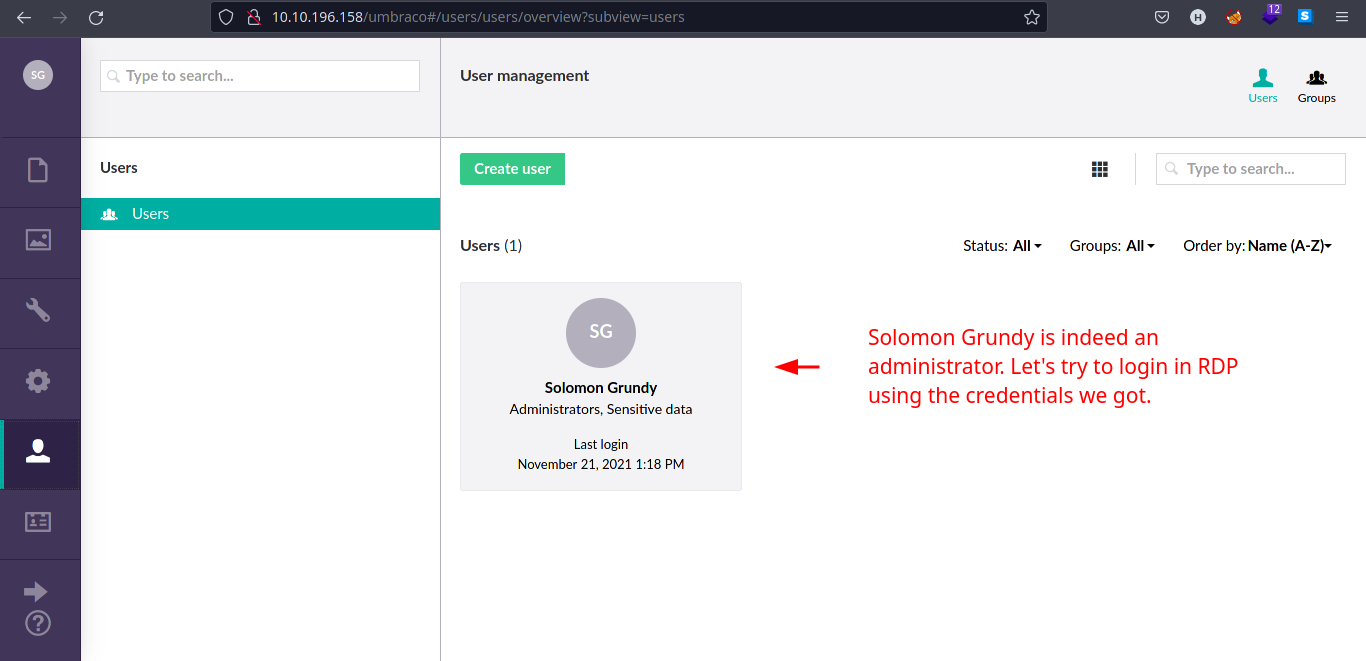 10.10.196.158/umbraco#/users/users/overview?subview=users
H
12
S
SG
Type to search...
User management
Users
Groups
Users
Create user
Type to search...
Users
Users (1)
Status: All
Groups: All
Order by: Name (A-Z)
SG
Solomon Grundy
Administrators, Sensitive data
Last login
November 21, 2021 1:18 PM
Solomon Grundy is indeed an
administrator. Let's try to login in RDP
using the credentials we got.
?